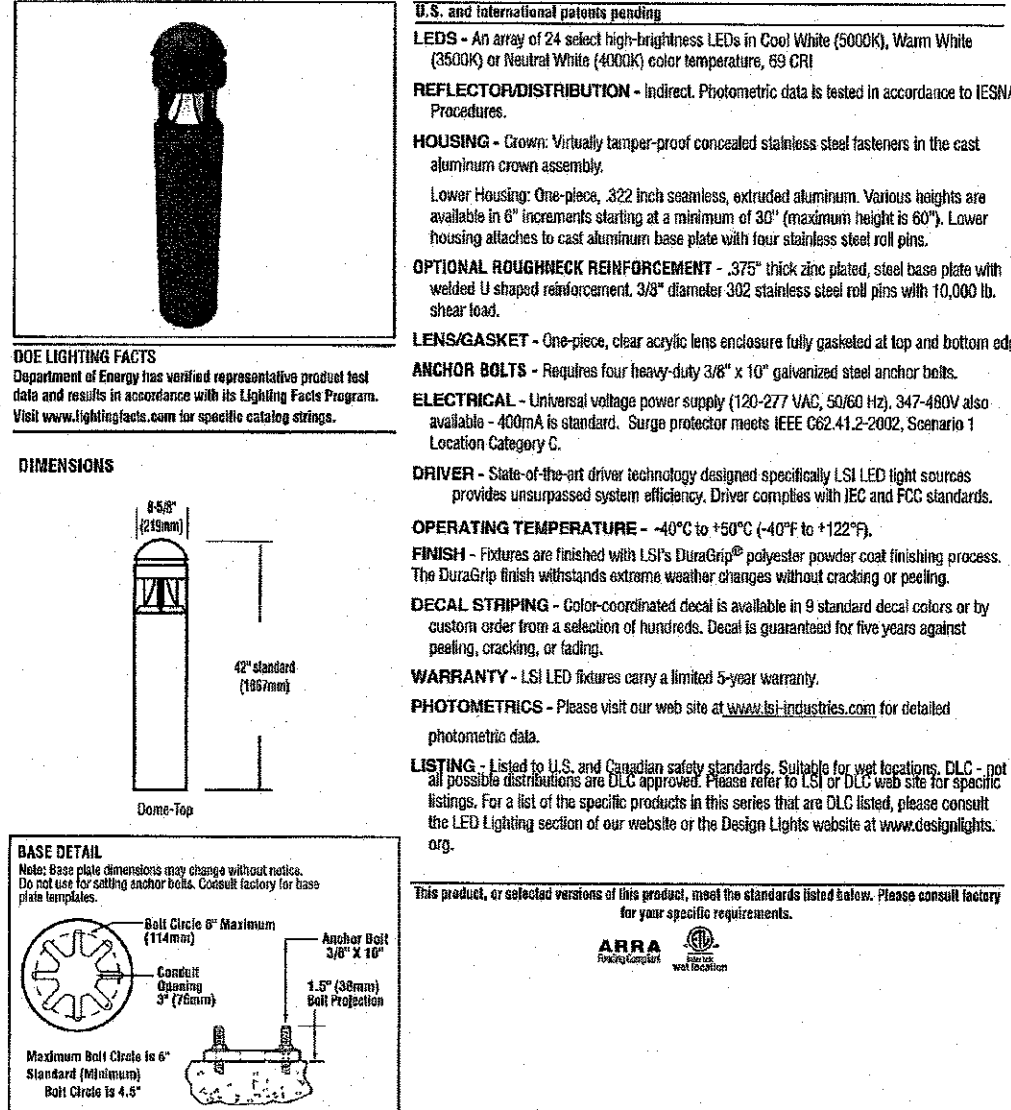 DOE LIGHTING FACTS
Department of Energy has verified representative product test
data and results in accordance with its Lighting Facts Program.
Visit www.lightingfacts.com for specific catalog strings.
DIMENSIONS
8-5/8"
(219mm)
42" standard
(1067mm)
Dome-Top
BASE DETAIL
Note: Base plate dimensions may change without notice.
Do not use for setting anchor bolts. Consult factory for base
plate templates.
Bolt Circle 6" Maximum
(114mm)
Conduit
Opening
3" (76mm)
Anchor Bolt
3/8" X 10"
1.5" (38mm)
Bolt Projection
Maximum Bolt Circle is 6"
Standard (Minimum)
Bolt Circle is 4.5"
U.S. and International patents pending
LEDS - An array of 24 select high-brightness LEDs in Cool White (5000K), Warm White
(3500K) or Neutral White (4000K) color temperature, 69 CRI
REFLECTOR/DISTRIBUTION - Indirect. Photometric data is tested in accordance to IESNA
Procedures.
HOUSING - Crown: Virtually tamper-proof concealed stainless steel fasteners in the cast
aluminum crown assembly.
Lower Housing: One-piece, .322 inch seamless, extruded aluminum. Various heights are
available in 6" increments starting at a minimum of 30" (maximum height is 60"). Lower
housing attaches to cast aluminum base plate with four stainless steel roll pins.
OPTIONAL ROUGHNECK REINFORCEMENT - .375" thick zinc plated, steel base plate with
welded U shaped reinforcement. 3/8" diameter 302 stainless steel roll pins with 10,000 lb.
shear load.
LENS/GASKET - One-piece, clear acrylic lens enclosure fully gasketed at top and bottom edg
ANCHOR BOLTS - Requires four heavy-duty 3/8" x 10" galvanized steel anchor bolts.
ELECTRICAL - Universal voltage power supply (120-277 VAC, 50/60 Hz). 347-480V also
available - 400mA is standard. Surge protector meets IEEE C62.41.2-2002, Scenario 1
Location Category C.
DRIVER - State-of-the-art driver technology designed specifically LSI LED light sources
provides unsurpassed system efficiency. Driver complies with IEC and FCC standards.
OPERATING TEMPERATURE - -40°C to +50°C (-40°F to +122°F).
FINISH - Fixtures are finished with LSI's DuraGrip® polyester powder coat finishing process.
The DuraGrip finish withstands extreme weather changes without cracking or peeling.
DECAL STRIPING - Color-coordinated decal is available in 9 standard decal colors or by
custom order from a selection of hundreds. Decal is guaranteed for five years against
peeling, cracking, or fading.
WARRANTY - LSI LED fixtures carry a limited 5-year warranty.
PHOTOMETRICS - Please visit our web site at www.lsi-industries.com for detailed
photometric data.
LISTING - Listed to U.S. and Canadian safety standards. Suitable for wet locations. DLC - not
all possible distributions are DLC approved. Please refer to LSI or DLC web site for specific
listings. For a list of the specific products in this series that are DLC listed, please consult
the LED Lighting section of our website or the Design Lights website at www.designlights.
org.
This product, or selected versions of this product, meet the standards listed below. Please consult factory
for your specific requirements.
ARRA
Funding Compliant
Intertek
wet location